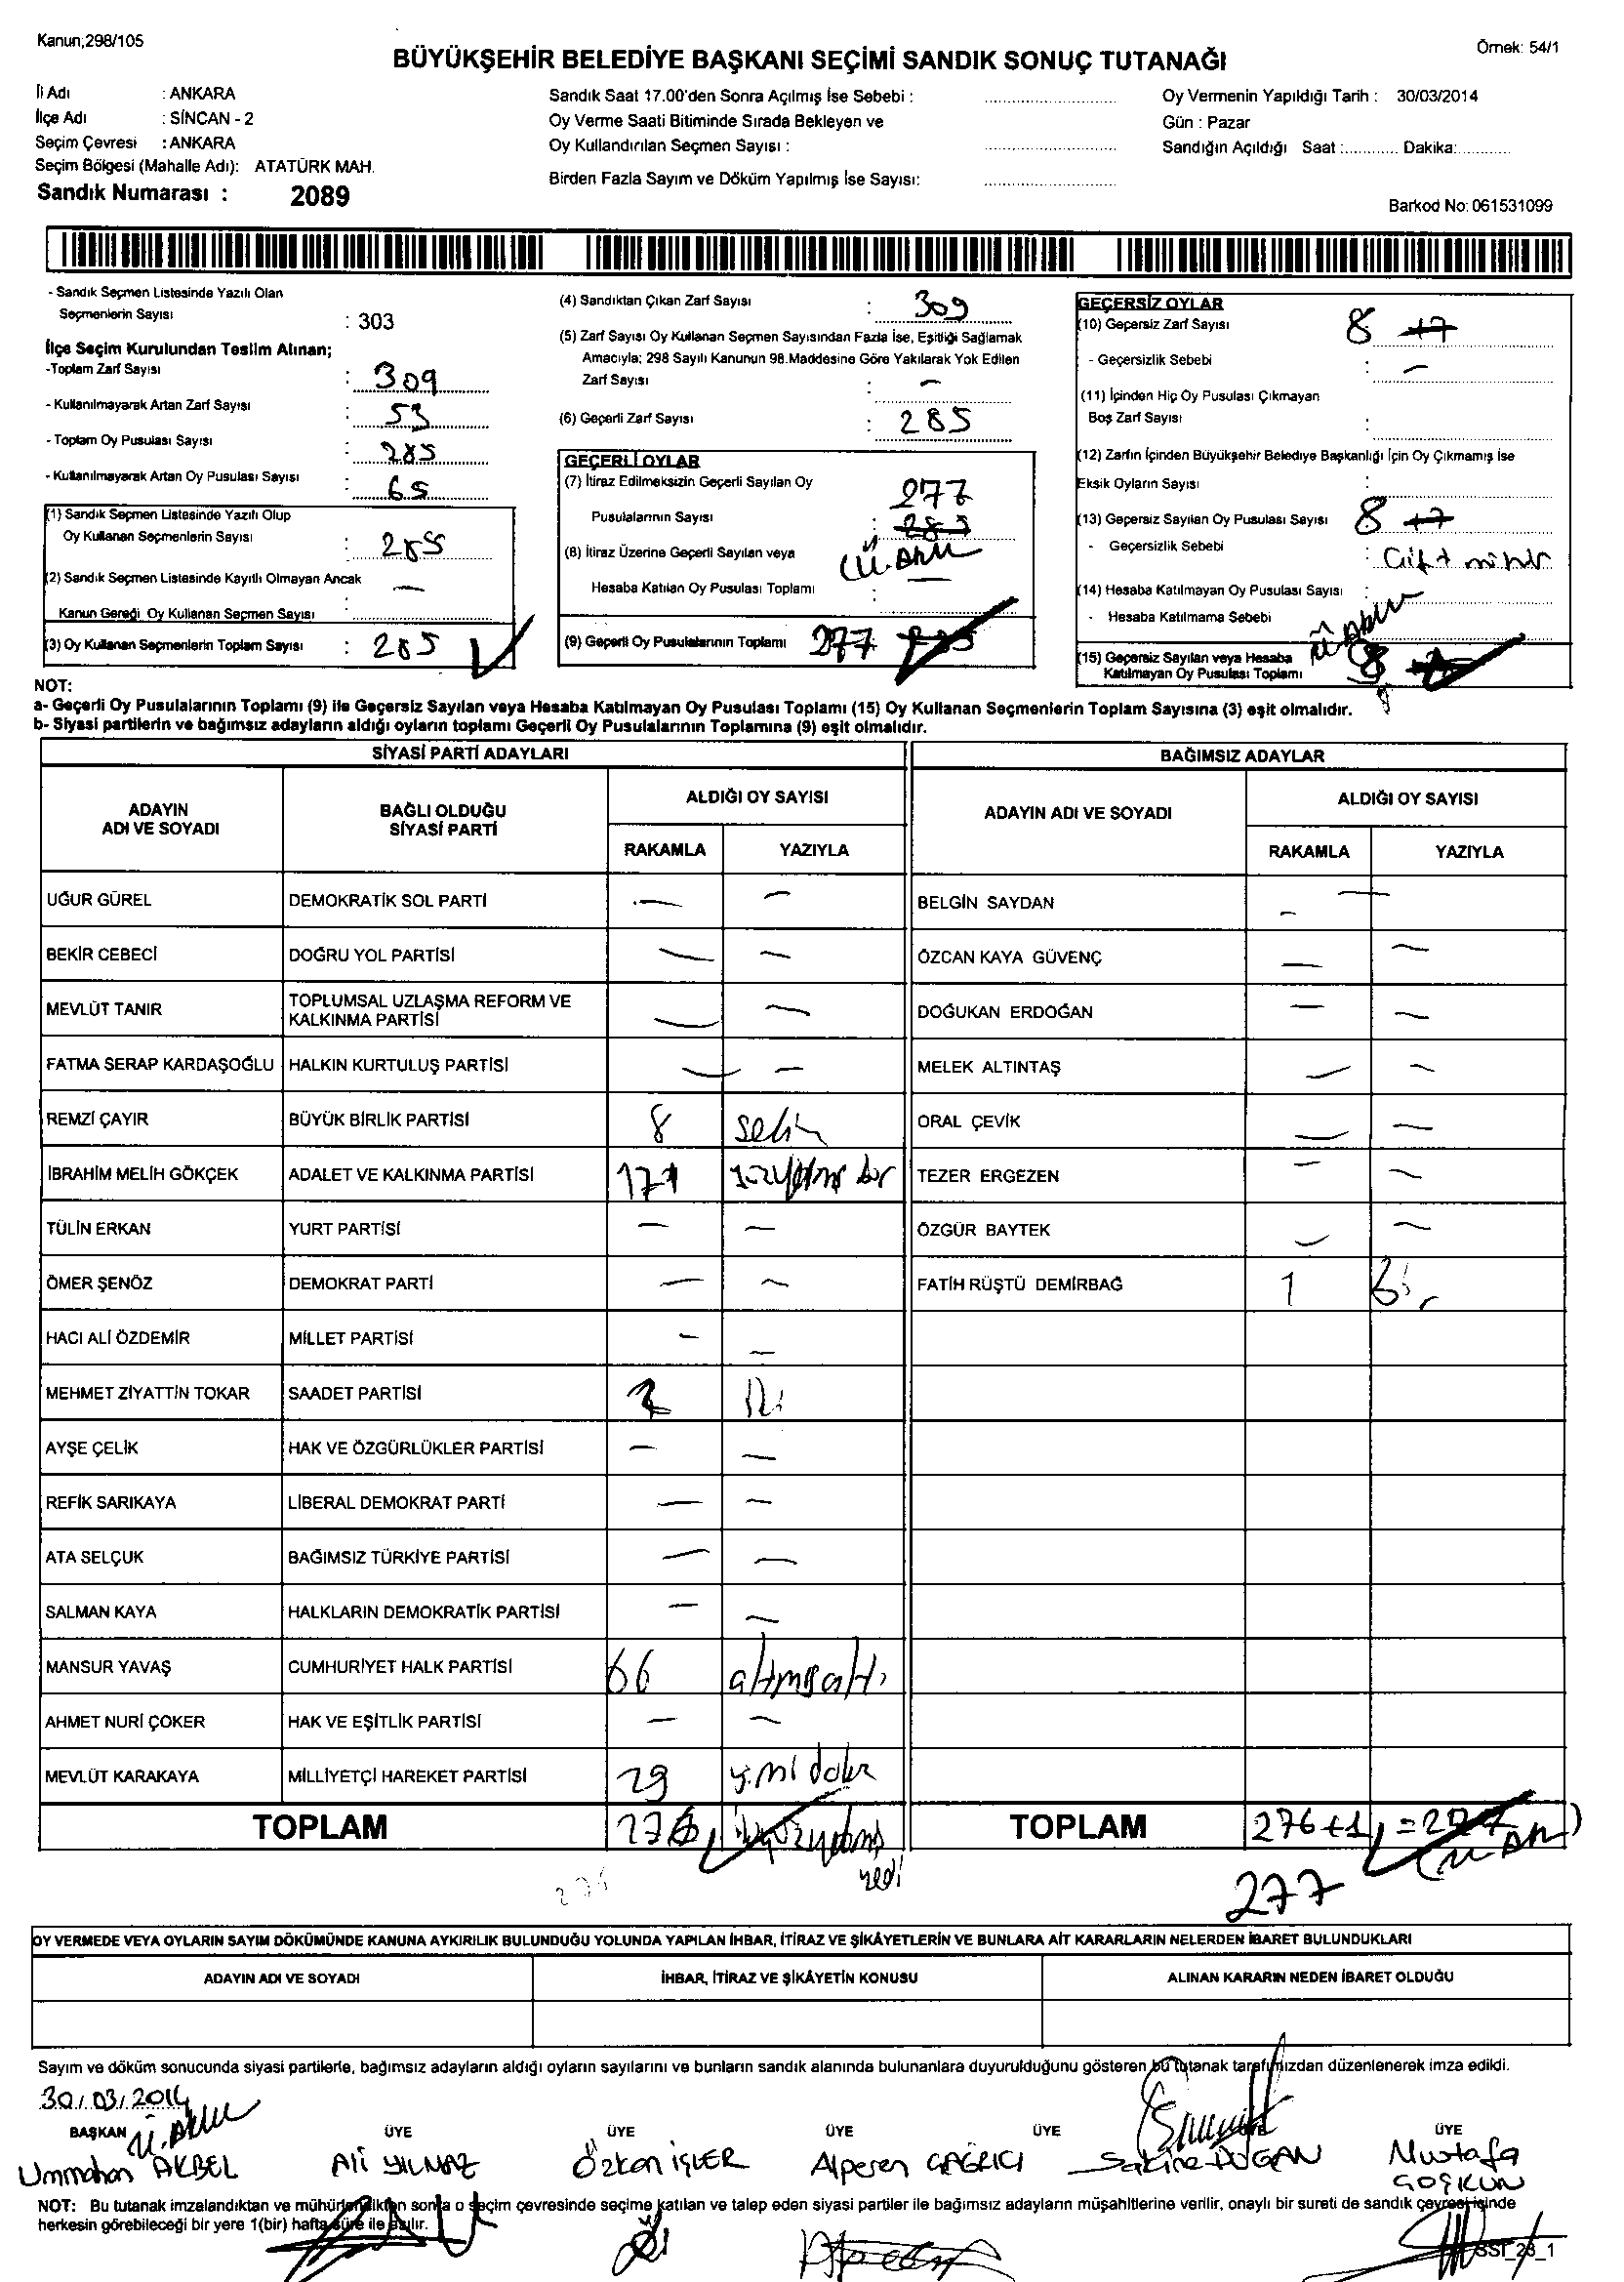 Kanun;298/105
Örnek: 54/1
BÜYÜKŞEHİR BELEDİYE BAŞKANI SEÇİMİ SANDIK SONUÇ TUTANAĞI
İl Adı : ANKARA
İlçe Adı : SİNCAN - 2
Seçim Çevresi : ANKARA
Seçim Bölgesi (Mahalle Adı): ATATÜRK MAH.
Sandık Numarası : 2089
Sandık Saat 17.00'den Sonra Açılmış İse Sebebi :
Oy Verme Saati Bitiminde Sırada Bekleyen ve
Oy Kullandırılan Seçmen Sayısı :
Birden Fazla Sayım ve Döküm Yapılmış İse Sayısı:
Oy Vermenin Yapıldığı Tarih : 30/03/2014
Gün : Pazar
Sandığın Açıldığı Saat :............ Dakika:............
Barkod No: 061531099
- Sandık Seçmen Listesinde Yazılı Olan
Seçmenlerin Sayısı : 303
İlçe Seçim Kurulundan Teslim Alınan;
-Toplam Zarf Sayısı : 309
- Kullanılmayarak Artan Zarf Sayısı : 53
- Toplam Oy Pusulası Sayısı : 285
- Kullanılmayarak Artan Oy Pusulası Sayısı : 65
(1) Sandık Seçmen Listesinde Yazılı Olup
Oy Kullanan Seçmenlerin Sayısı : 285
(2) Sandık Seçmen Listesinde Kayıtlı Olmayan Ancak —
Kanun Gereği Oy Kullanan Seçmen Sayısı :
(3) Oy Kullanan Seçmenlerin Toplam Sayısı : 285
(4) Sandıktan Çıkan Zarf Sayısı : 309
(5) Zarf Sayısı Oy Kullanan Seçmen Sayısından Fazla İse, Eşitliği Sağlamak
Amacıyla; 298 Sayılı Kanunun 98.Maddesine Göre Yakılarak Yok Edilen
Zarf Sayısı : —
(6) Geçerli Zarf Sayısı : 285
GEÇERLİ OYLAR
(7) İtiraz Edilmeksizin Geçerli Sayılan Oy 277
Pusulalarının Sayısı : 285
(8) İtiraz Üzerine Geçerli Sayılan veya Ü. Akbel
Hesaba Katılan Oy Pusulası Toplamı : —
(9) Geçerli Oy Pusulalarının Toplamı 277 285
GEÇERSİZ OYLAR
(10) Geçersiz Zarf Sayısı 8 17
- Geçersizlik Sebebi : —
(11) İçinden Hiç Oy Pusulası Çıkmayan
Boş Zarf Sayısı :
(12) Zarfın İçinden Büyükşehir Belediye Başkanlığı İçin Oy Çıkmamış İse
Eksik Oyların Sayısı :
(13) Geçersiz Sayılan Oy Pusulası Sayısı 8 17
- Geçersizlik Sebebi : Çift mühür
(14) Hesaba Katılmayan Oy Pusulası Sayısı :
- Hesaba Katılmama Sebebi :
(15) Geçersiz Sayılan veya Hesaba
Katılmayan Oy Pusulası Toplamı : 8
8
NOT:
a- Geçerli Oy Pusulalarının Toplamı (9) ile Geçersiz Sayılan veya Hesaba Katılmayan Oy Pusulası Toplamı (15) Oy Kullanan Seçmenlerin Toplam Sayısına (3) eşit olmalıdır.
b- Siyasi partilerin ve bağımsız adayların aldığı oyların toplamı Geçerli Oy Pusulalarının Toplamına (9) eşit olmalıdır.
SİYASİ PARTİ ADAYLARI
ADAYIN ADI VE SOYADI
BAĞLI OLDUĞU SİYASİ PARTİ
ALDIĞI OY SAYISI
RAKAMLA YAZIYLA
UĞUR GÜREL DEMOKRATİK SOL PARTİ — —
BEKİR CEBECİ DOĞRU YOL PARTİSİ — —
MEVLÜT TANIR TOPLUMSAL UZLAŞMA REFORM VE
KALKINMA PARTİSİ — —
FATMA SERAP KARDAŞOĞLU HALKIN KURTULUŞ PARTİSİ — —
REMZİ ÇAYIR BÜYÜK BİRLİK PARTİSİ 8 sekiz
İBRAHİM MELİH GÖKÇEK ADALET VE KALKINMA PARTİSİ 171 yüzyetmiş bir
TÜLİN ERKAN YURT PARTİSİ — —
ÖMER ŞENÖZ DEMOKRAT PARTİ — —
HACI ALİ ÖZDEMİR MİLLET PARTİSİ — —
MEHMET ZİYATTİN TOKAR SAADET PARTİSİ 2 iki
AYŞE ÇELİK HAK VE ÖZGÜRLÜKLER PARTİSİ — —
REFİK SARIKAYA LİBERAL DEMOKRAT PARTİ — —
ATA SELÇUK BAĞIMSIZ TÜRKİYE PARTİSİ — —
SALMAN KAYA HALKLARIN DEMOKRATİK PARTİSİ — —
MANSUR YAVAŞ CUMHURİYET HALK PARTİSİ 66 altmışaltı
AHMET NURİ ÇOKER HAK VE EŞİTLİK PARTİSİ — —
MEVLÜT KARAKAYA MİLLİYETÇİ HAREKET PARTİSİ 29 yirmi dokuz
TOPLAM 276 ikiyüzyetmiş
yedi
276
BAĞIMSIZ ADAYLAR
ADAYIN ADI VE SOYADI
ALDIĞI OY SAYISI
RAKAMLA YAZIYLA
BELGİN SAYDAN — —
ÖZCAN KAYA GÜVENÇ — —
DOĞUKAN ERDOĞAN — —
MELEK ALTINTAŞ — —
ORAL ÇEVİK — —
TEZER ERGEZEN — —
ÖZGÜR BAYTEK — —
FATİH RÜŞTÜ DEMİRBAĞ 1 Bir
TOPLAM 276+1 = 277
277
OY VERMEDE VEYA OYLARIN SAYIM DÖKÜMÜNDE KANUNA AYKIRILIK BULUNDUĞU YOLUNDA YAPILAN İHBAR, İTİRAZ VE ŞİKÂYETLERİN VE BUNLARA AİT KARARLARIN NELERDEN İBARET BULUNDUKLARI
ADAYIN ADI VE SOYADI İHBAR, İTİRAZ VE ŞİKÂYETİN KONUSU ALINAN KARARIN NEDEN İBARET OLDUĞU
Sayım ve döküm sonucunda siyasi partilerle, bağımsız adayların aldığı oyların sayılarını ve bunların sandık alanında bulunanlara duyurulduğunu gösteren bu tutanak tarafımızdan düzenlenerek imza edildi.
30/03/2014
BAŞKAN ÜYE ÜYE ÜYE ÜYE ÜYE
Ummahan AKBEL Ali YILMAZ Özkan İŞLER Alperen ÇAĞRICI Sakine DOĞAN Mustafa
COŞKUN
NOT: Bu tutanak imzalandıktan ve mühürlendikten sonra o seçim çevresinde seçime katılan ve talep eden siyasi partiler ile bağımsız adayların müşahitlerine verilir, onaylı bir sureti de sandık çevresi içinde
herkesin görebileceği bir yere 1(bir) hafta süre ile asılır.
SSI_23_1